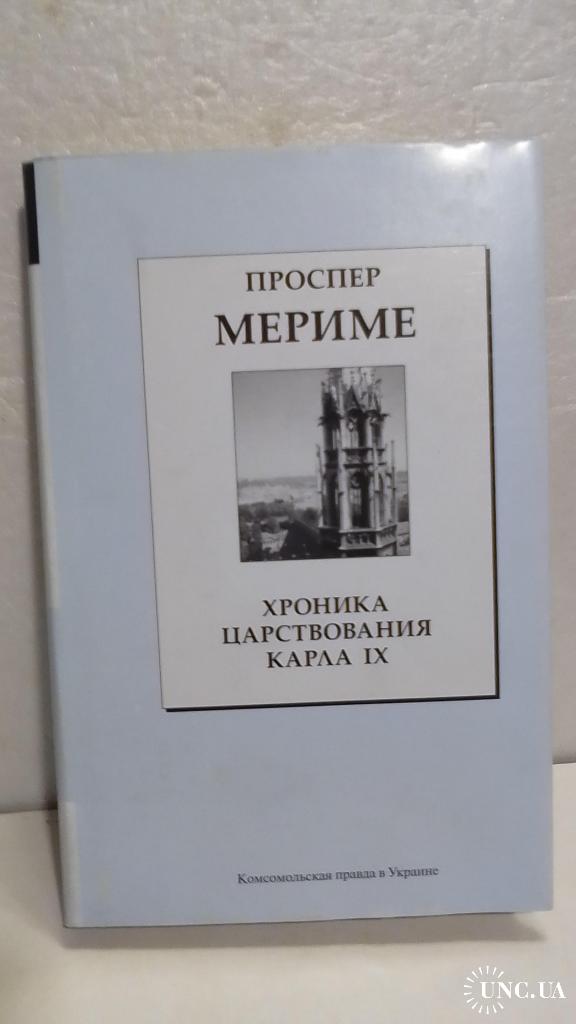 ПРОСПЕР
МЕРИМЕ
ХРОНИКА
ЦАРСТВОВАНИЯ
КАРЛА IX
Комсомольская правда в Украине
UNC.UA